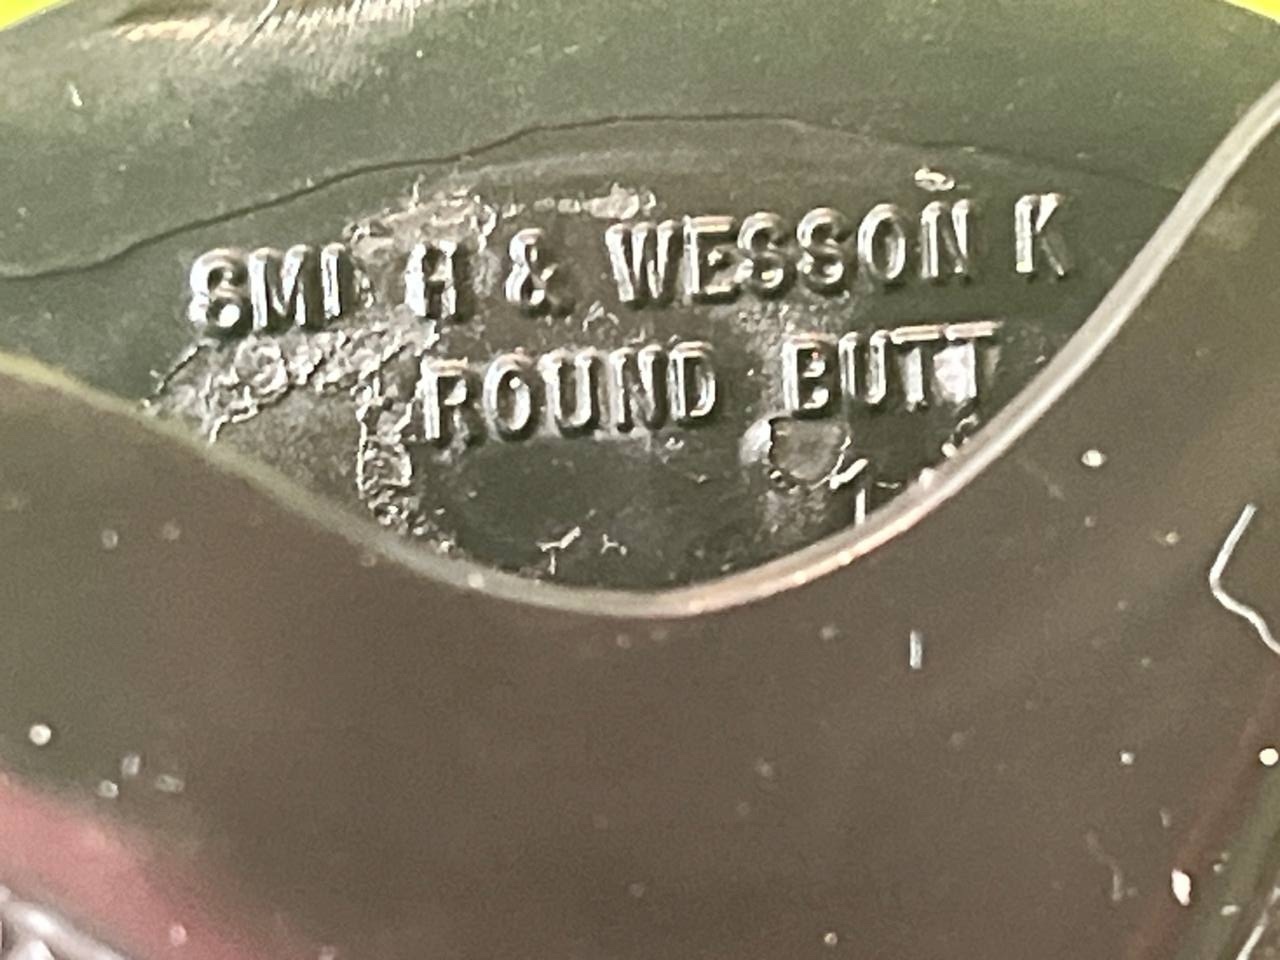 SMITH & WESSON K
ROUND BUTT